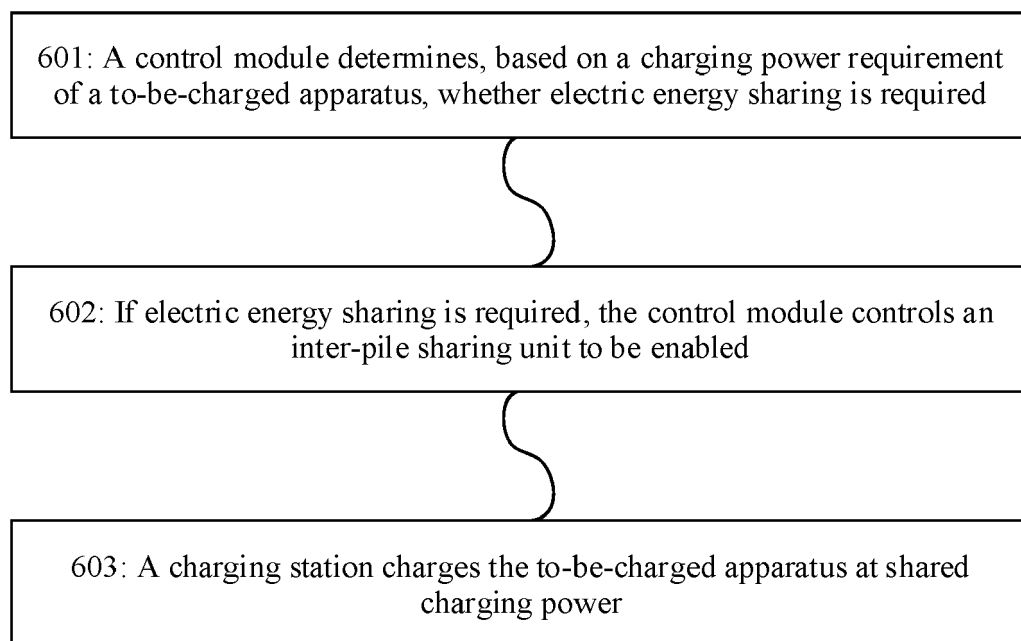 601: A control module determines, based on a charging power requirement
of a to-be-charged apparatus, whether electric energy sharing is required
602: If electric energy sharing is required, the control module controls an
inter-pile sharing unit to be enabled
603: A charging station charges the to-be-charged apparatus at shared
charging power